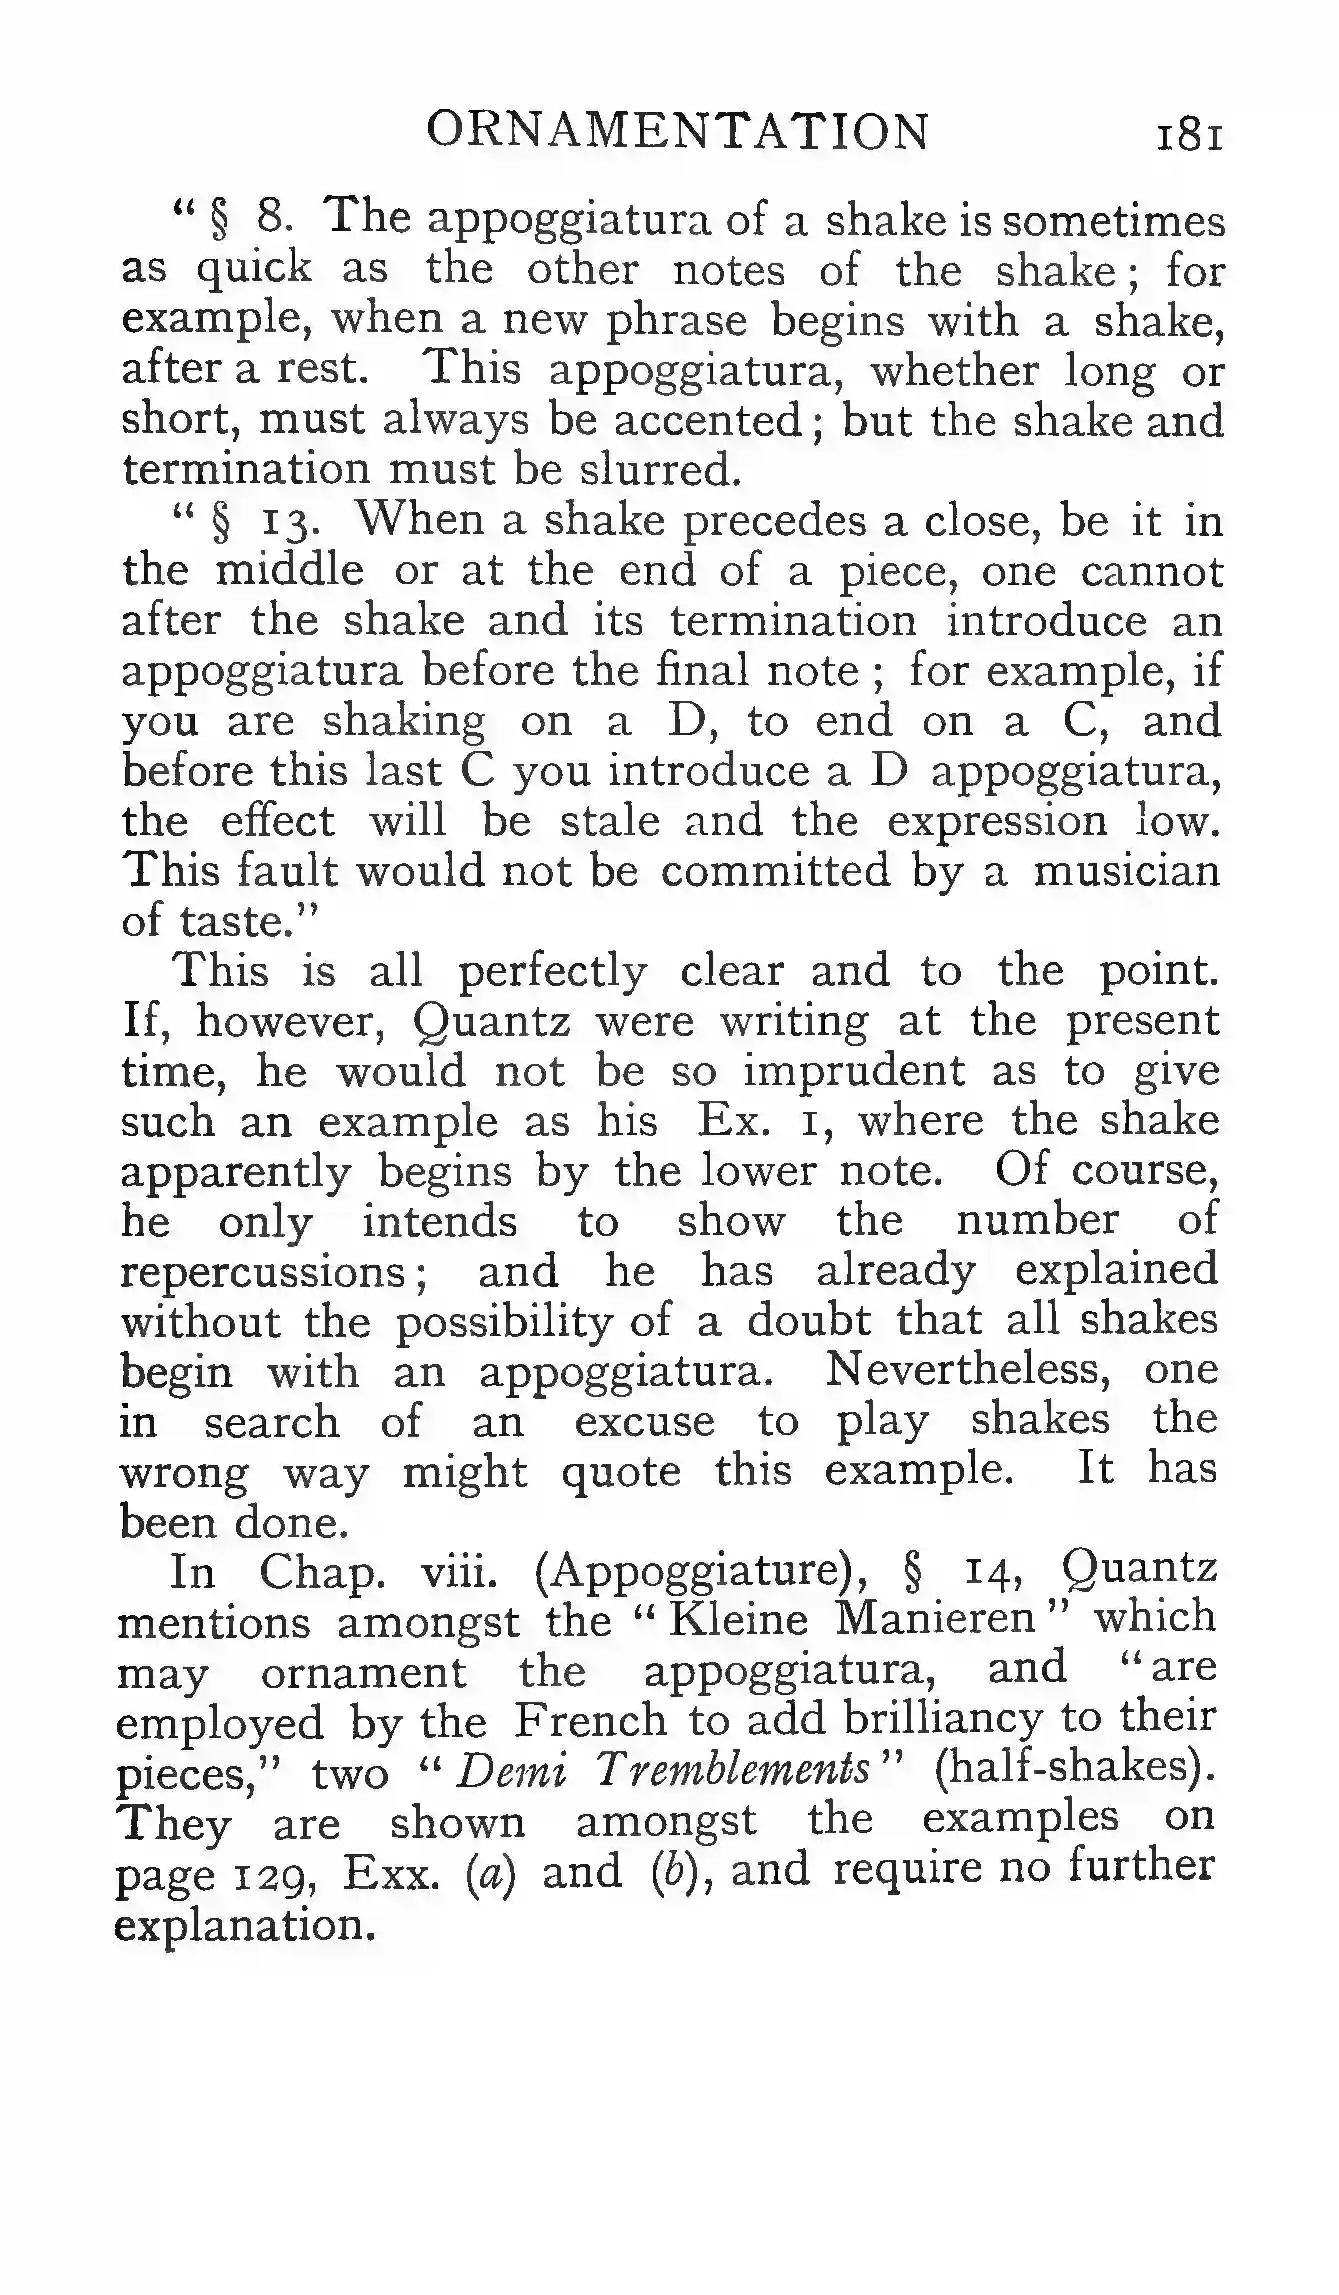 ORNAMENTATION 181
“ § 8. The appoggiatura of a shake is sometimes
as quick as the other notes of the shake ; for
example, when a new phrase begins with a shake,
after a rest. This appoggiatura, whether long or
short, must always be accented ; but the shake and
termination must be slurred.
“ § 13. When a shake precedes a close, be it in
the middle or at the end of a piece, one cannot
after the shake and its termination introduce an
appoggiatura before the final note ; for example, if
you are shaking on a D, to end on a C, and
before this last C you introduce a D appoggiatura,
the effect will be stale and the expression low.
This fault would not be committed by a musician
of taste.”
This is all perfectly clear and to the point.
If, however, Quantz were writing at the present
time, he would not be so imprudent as to give
such an example as his Ex. 1, where the shake
apparently begins by the lower note. Of course,
he only intends to show the number of
repercussions ; and he has already explained
without the possibility of a doubt that all shakes
begin with an appoggiatura. Nevertheless, one
in search of an excuse to play shakes the
wrong way might quote this example. It has
been done.
In Chap. viii. (Appoggiature), § 14, Quantz
mentions amongst the “ Kleine Manieren ” which
may ornament the appoggiatura, and “ are
employed by the French to add brilliancy to their
pieces,” two “ Demi Tremblements ” (half-shakes).
They are shown amongst the examples on
page 129, Exx. (a) and (b), and require no further
explanation.